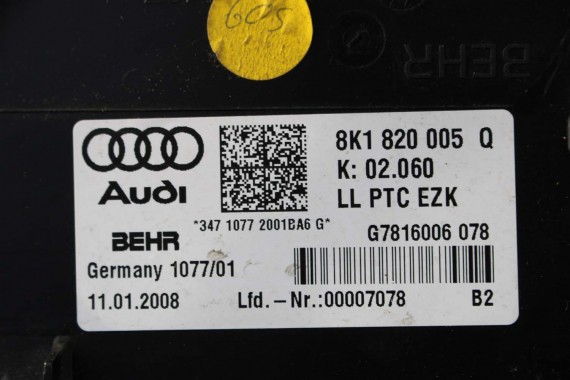 605
BEHR
8K1 820 005 Q
K: 02.060
Audi
LL PTC EZK
*347 1077 2001BA6 G*
BEHR
G7816006 078
Germany 1077/01
11.01.2008 Lfd.-Nr.:00007078 B2